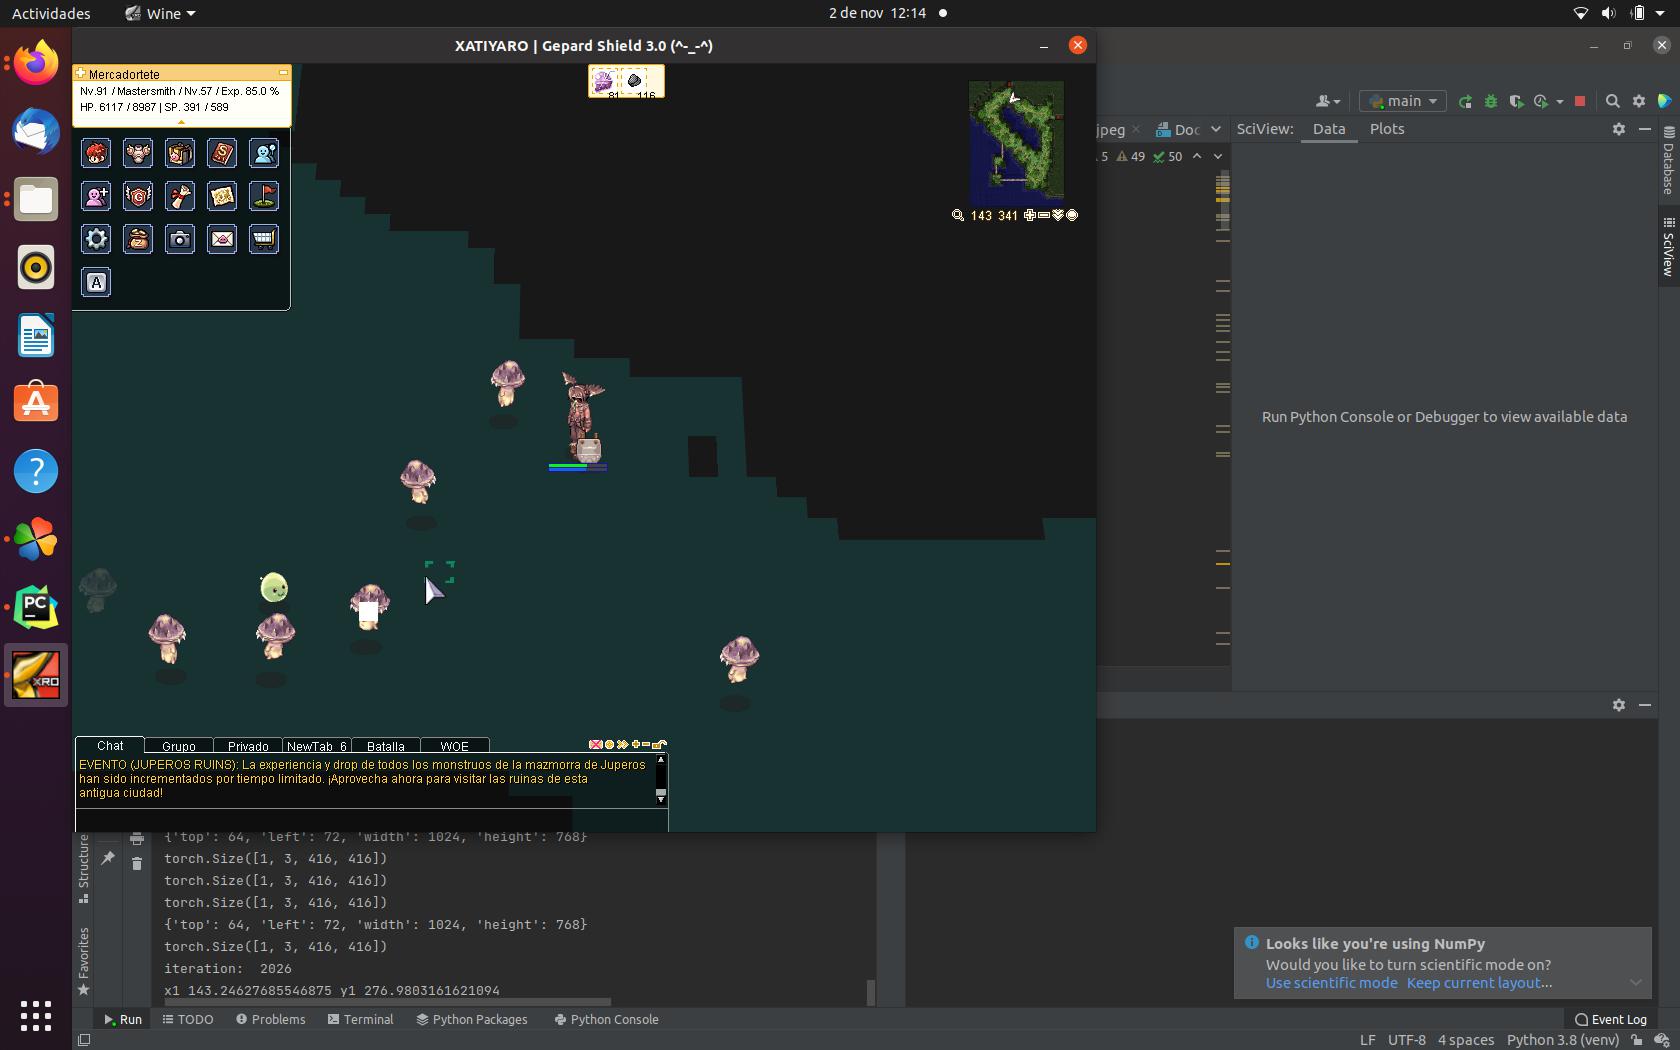 Actividades
Wine
2 de nov 12:14
XATIYARO | Gepard Shield 3.0 (^-_-^)
Mercadortete
Nv.91 / Mastersmith / Nv.57 / Exp. 85.0 %
HP. 6117 / 8987 | SP. 391 / 589
81
116
143 341
XRO
PC
A
jpeg
Doc
main
SciView:
Data
Plots
5
49
50
Database
SciView
Run Python Console or Debugger to view available data
Chat
Grupo
Privado
NewTab_6
Batalla
WOE
EVENTO (JUPEROS RUINS): La experiencia y drop de todos los monstruos de la mazmorra de Juperos
han sido incrementados por tiempo limitado. ¡Aprovecha ahora para visitar las ruinas de esta
antigua ciudad!
{'top': 64, 'left': 72, 'width': 1024, 'height': 768}
torch.Size([1, 3, 416, 416])
torch.Size([1, 3, 416, 416])
torch.Size([1, 3, 416, 416])
{'top': 64, 'left': 72, 'width': 1024, 'height': 768}
torch.Size([1, 3, 416, 416])
iteration:  2026
x1 143.24627685546875 y1 276.9803161621094
Structure
Favorites
Looks like you're using NumPy
Would you like to turn scientific mode on?
Use scientific mode Keep current layout...
Run
TODO
Problems
Terminal
Python Packages
Python Console
Event Log
LF UTF-8 4 spaces Python 3.8 (venv)